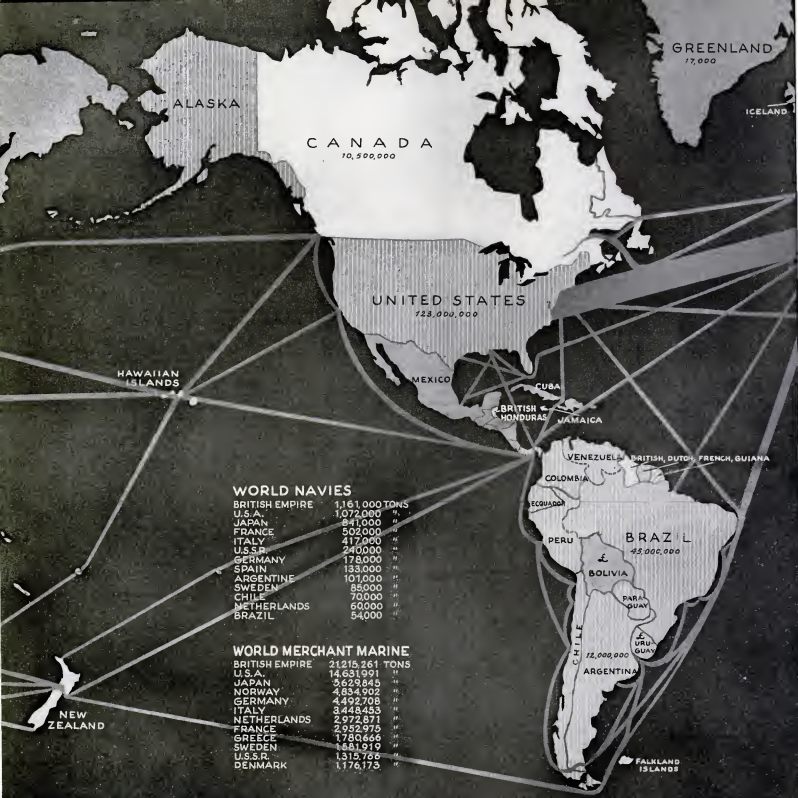 GREENLAND
17,000
ICELAND
ALASKA
CANADA
10,500,000
UNITED STATES
123,000,000
HAWAIIAN
ISLANDS
MEXICO
CUBA
BRITISH
HONDURAS
JAMAICA
VENEZUELA
BRITISH, DUTCH, FRENCH, GUIANA
COLOMBIA
ECQUADOR
PERU
BRAZIL
45,000,000
£
BOLIVIA
PARA-
GUAY
£
URU-
GUAY
CHILE
12,000,000
ARGENTINA
FALKLAND
ISLANDS
NEW
ZEALAND
WORLD NAVIES
BRITISH EMPIRE 1,161,000 TONS
U.S.A. 1,072,000 "
JAPAN 841,000 "
FRANCE 502,000 "
ITALY 417,000 "
U.S.S.R. 240,000 "
GERMANY 178,000 "
SPAIN 133,000 "
ARGENTINE 101,000 "
SWEDEN 85,000 "
CHILE 70,000 "
NETHERLANDS 60,000 "
BRAZIL 54,000 "
WORLD MERCHANT MARINE
BRITISH EMPIRE 21,215,261 TONS
U.S.A. 14,631,991 "
JAPAN 5,629,845 "
NORWAY 4,834,902 "
GERMANY 4,492,708 "
ITALY 3,448,453 "
NETHERLANDS 2,972,871 "
FRANCE 2,952,975 "
GREECE 1,780,666 "
SWEDEN 1,581,919 "
U.S.S.R. 1,315,766 "
DENMARK 1,176,173 "